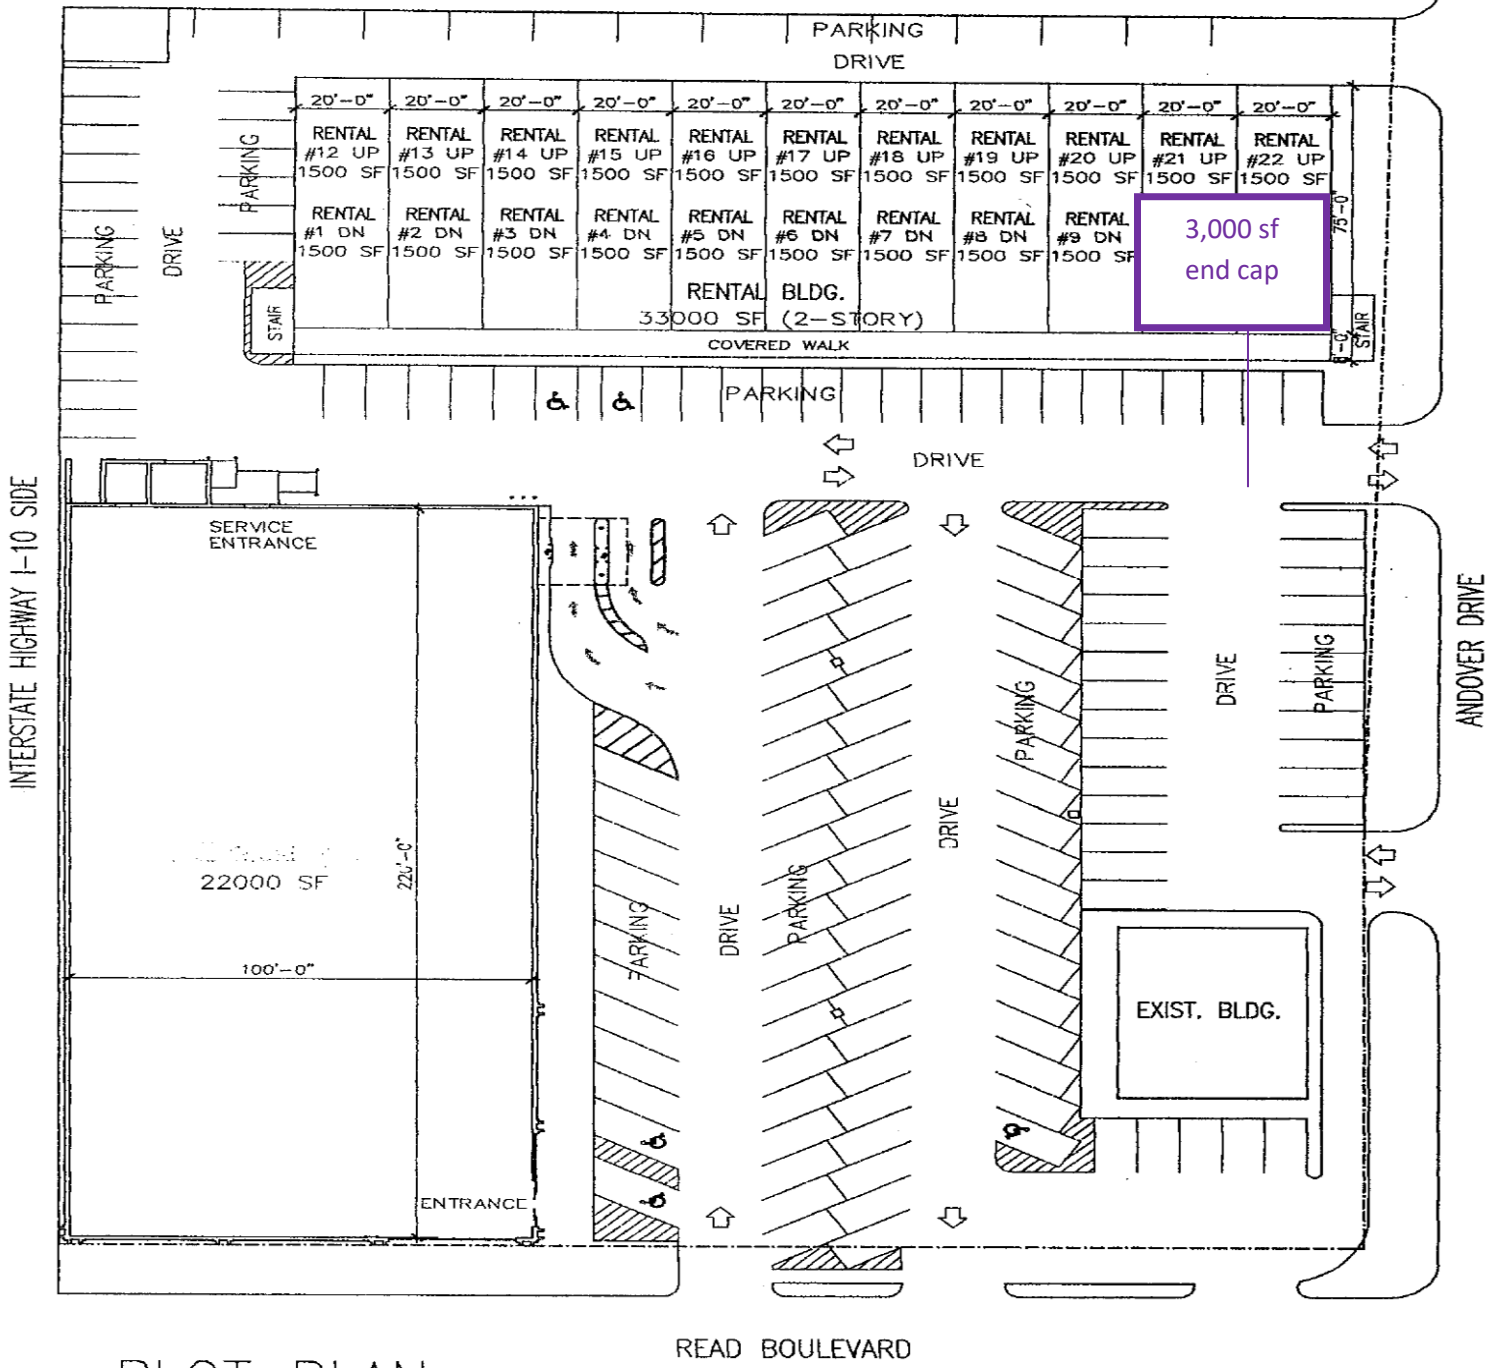 PARKING
DRIVE
20'-0" 20'-0" 20'-0" 20'-0" 20'-0" 20'-0" 20'-0" 20'-0" 20'-0" 20'-0" 20'-0"
RENTAL RENTAL RENTAL RENTAL RENTAL RENTAL RENTAL RENTAL RENTAL RENTAL RENTAL
#12 UP #13 UP #14 UP #15 UP #16 UP #17 UP #18 UP #19 UP #20 UP #21 UP #22 UP
1500 SF 1500 SF 1500 SF 1500 SF 1500 SF 1500 SF 1500 SF 1500 SF 1500 SF 1500 SF 1500 SF
RENTAL RENTAL RENTAL RENTAL RENTAL RENTAL RENTAL RENTAL RENTAL
#1 DN #2 DN #3 DN #4 DN #5 DN #6 DN #7 DN #8 DN #9 DN
1500 SF 1500 SF 1500 SF 1500 SF 1500 SF 1500 SF 1500 SF 1500 SF 1500 SF
3,000 sf
end cap
75'-0"
PARKING
PARKING
DRIVE
RENTAL BLDG.
33000 SF (2-STORY)
STAIR
STAIR
COVERED WALK
PARKING
DRIVE
INTERSTATE HIGHWAY I-10 SIDE
SERVICE
ENTRANCE
22000 SF
220'-0"
100'-0"
ENTRANCE
PARKING
DRIVE
PARKING
DRIVE
PARKING
DRIVE
PARKING
ANDOVER DRIVE
EXIST. BLDG.
READ BOULEVARD
PLOT PLAN